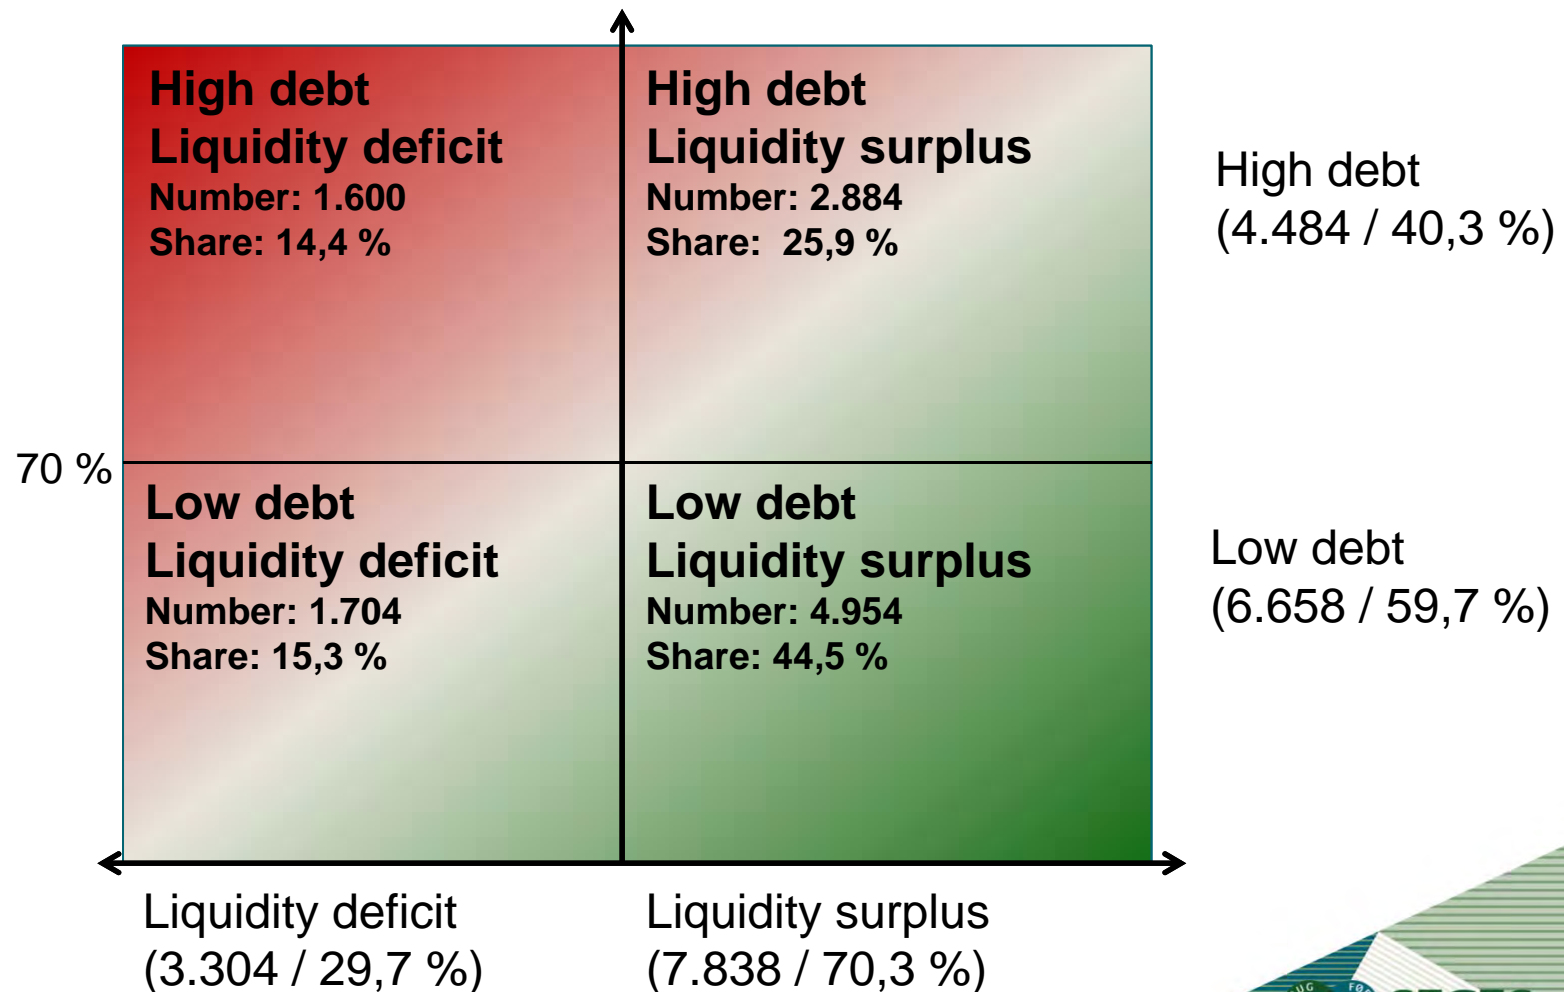 High debt
Liquidity deficit
Number: 1.600
Share: 14,4 %
High debt
Liquidity surplus
Number: 2.884
Share: 25,9 %
High debt
(4.484 / 40,3 %)
70 %
Low debt
Liquidity deficit
Number: 1.704
Share: 15,3 %
Low debt
Liquidity surplus
Number: 4.954
Share: 44,5 %
Low debt
(6.658 / 59,7 %)
Liquidity deficit
(3.304 / 29,7 %)
Liquidity surplus
(7.838 / 70,3 %)